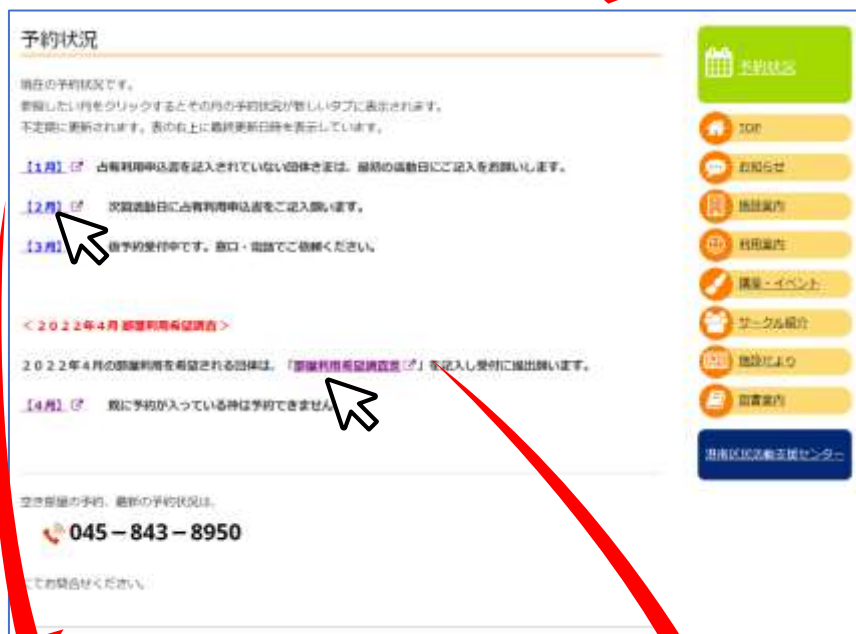 予約状況
現在の予約状況です。
参照したい月をクリックするとその月の予約状況が新しいタブに表示されます。
不定期に更新されます。表の右上に最終更新日時を表示しています。
【1月】 占有利用申込書を記入されていない団体さまは、最初の活動日にご記入をお願いします。
【2月】 次回活動日に占有利用申込書をご記入願います。
【3月】 予約受付中です。窓口・電話でご依頼ください。
<2022年4月 部屋利用希望調査>
2022年4月の部屋利用を希望される団体は、「部屋利用希望調査票」を記入し受付に提出願います。
【4月】 既に予約が入っている枠は予約できません
空き部屋の予約、最新の予約状況は、
045-843-8950
にてお問合せください。
予約状況
TOP
お知らせ
施設案内
利用案内
講座・イベント
サークル紹介
施設だより
図書案内
港南区民活動支援センター